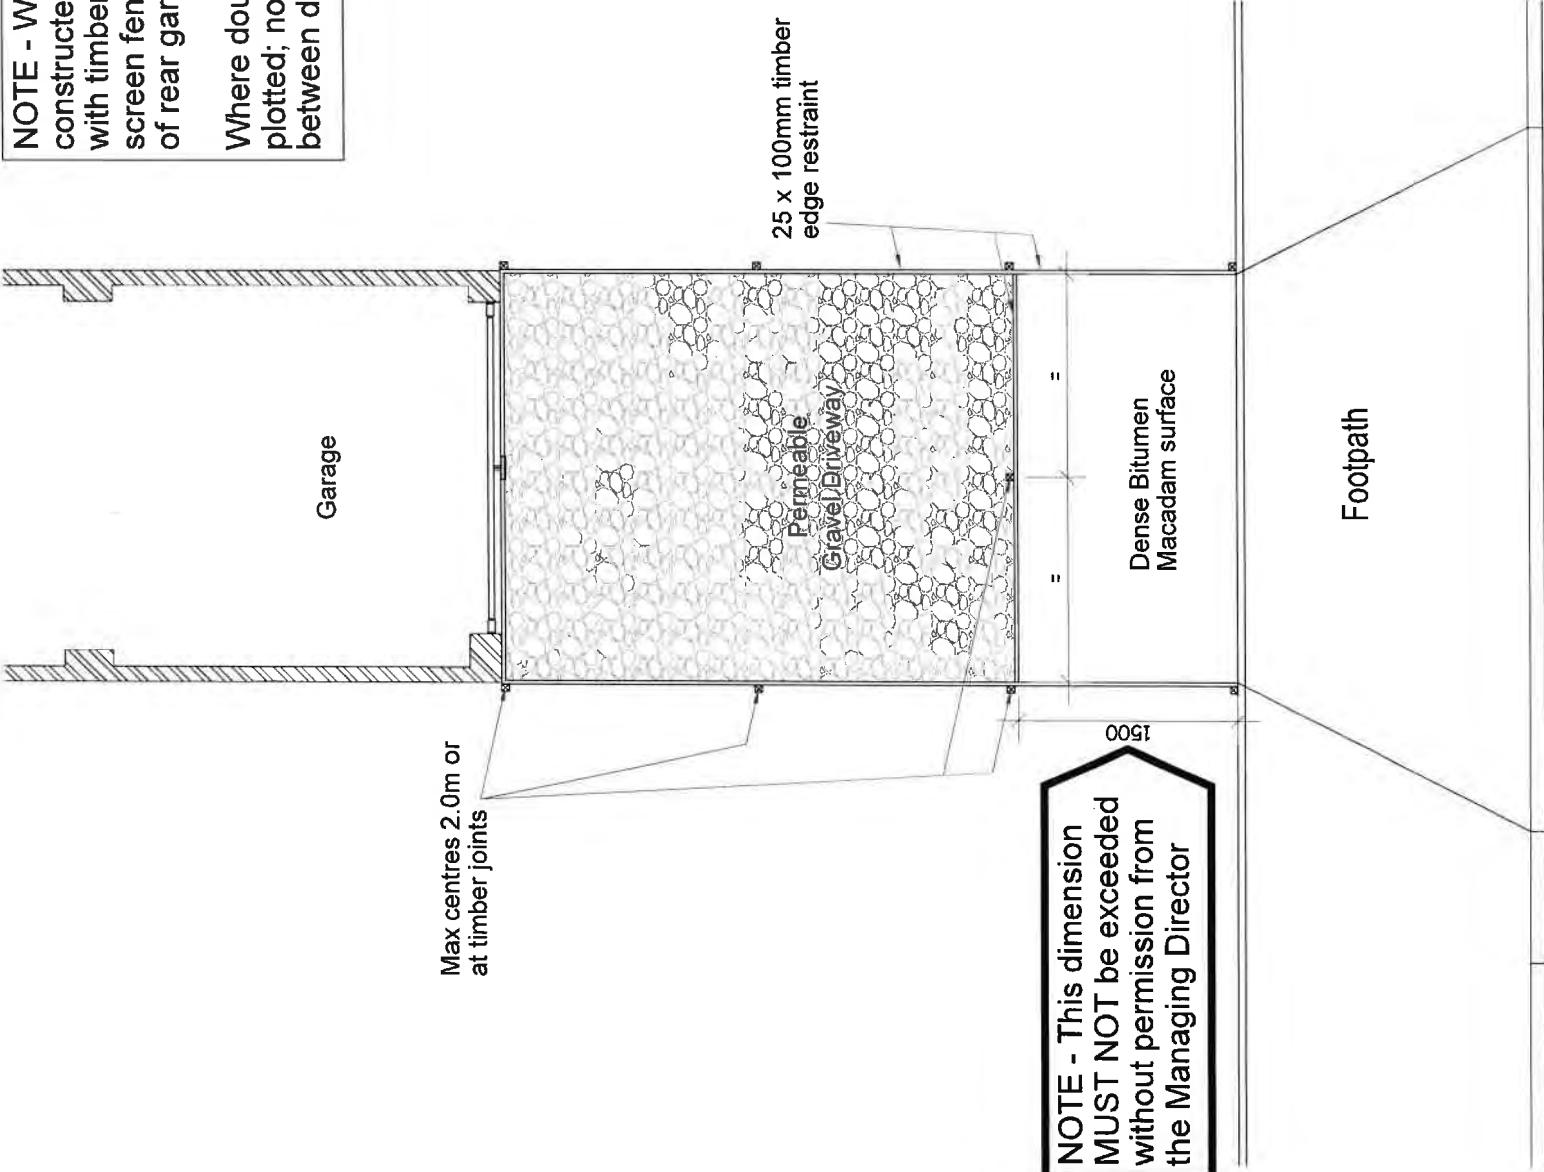 NOTE - W
constructe
with timber
screen fen
of rear gar
Where dou
plotted; no
between d
25 x 100mm timber
edge restraint
Garage
Permeable
Gravel Driveway
Max centres 2.0m or
at timber joints
=
=
Dense Bitumen
Macadam surface
1500
NOTE - This dimension
MUST NOT be exceeded
without permission from
the Managing Director
Footpath